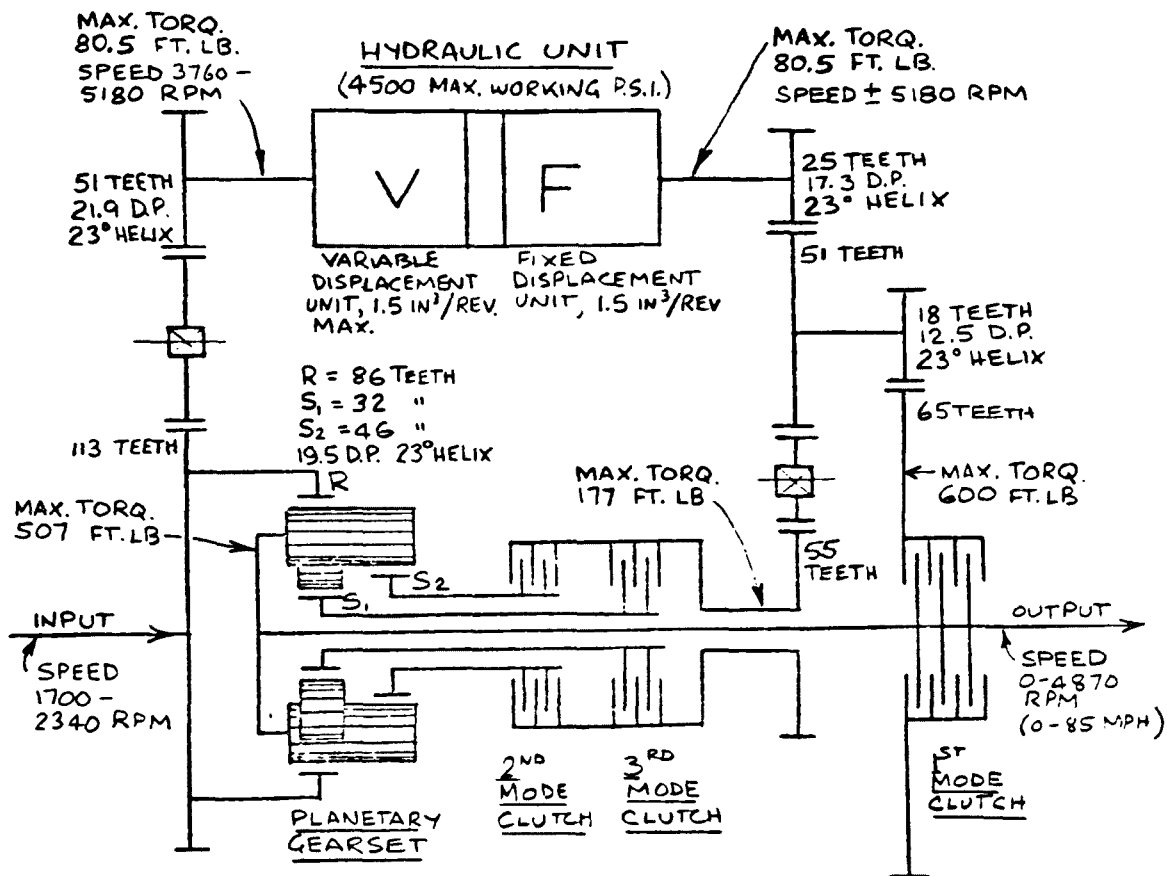 MAX. TORQ.
80.5 FT. LB.
SPEED 3760 –
5180 RPM
HYDRAULIC UNIT
(4500 MAX. WORKING P.S.I.)
MAX. TORQ.
80.5 FT. LB.
SPEED ± 5180 RPM
51 TEETH
21.9 D.P.
23° HELIX
V
F
25 TEETH
17.3 D.P.
23° HELIX
51 TEETH
VARIABLE
DISPLACEMENT
UNIT, 1.5 IN³/REV.
MAX.
FIXED
DISPLACEMENT
UNIT, 1.5 IN³/REV
18 TEETH
12.5 D.P.
23° HELIX
65 TEETH
R = 86 TEETH
S₁ = 32 "
S₂ = 46 "
19.5 D.P. 23° HELIX
113 TEETH
R
MAX. TORQ.
507 FT. LB
MAX. TORQ.
177 FT. LB
MAX. TORQ.
600 FT. LB
55
TEETH
S₂
S₁
INPUT
SPEED
1700 –
2340 RPM
OUTPUT
SPEED
0-4870
RPM
(0-85 MPH)
PLANETARY
GEARSET
2ND
MODE
CLUTCH
3RD
MODE
CLUTCH
1ST
MODE
CLUTCH